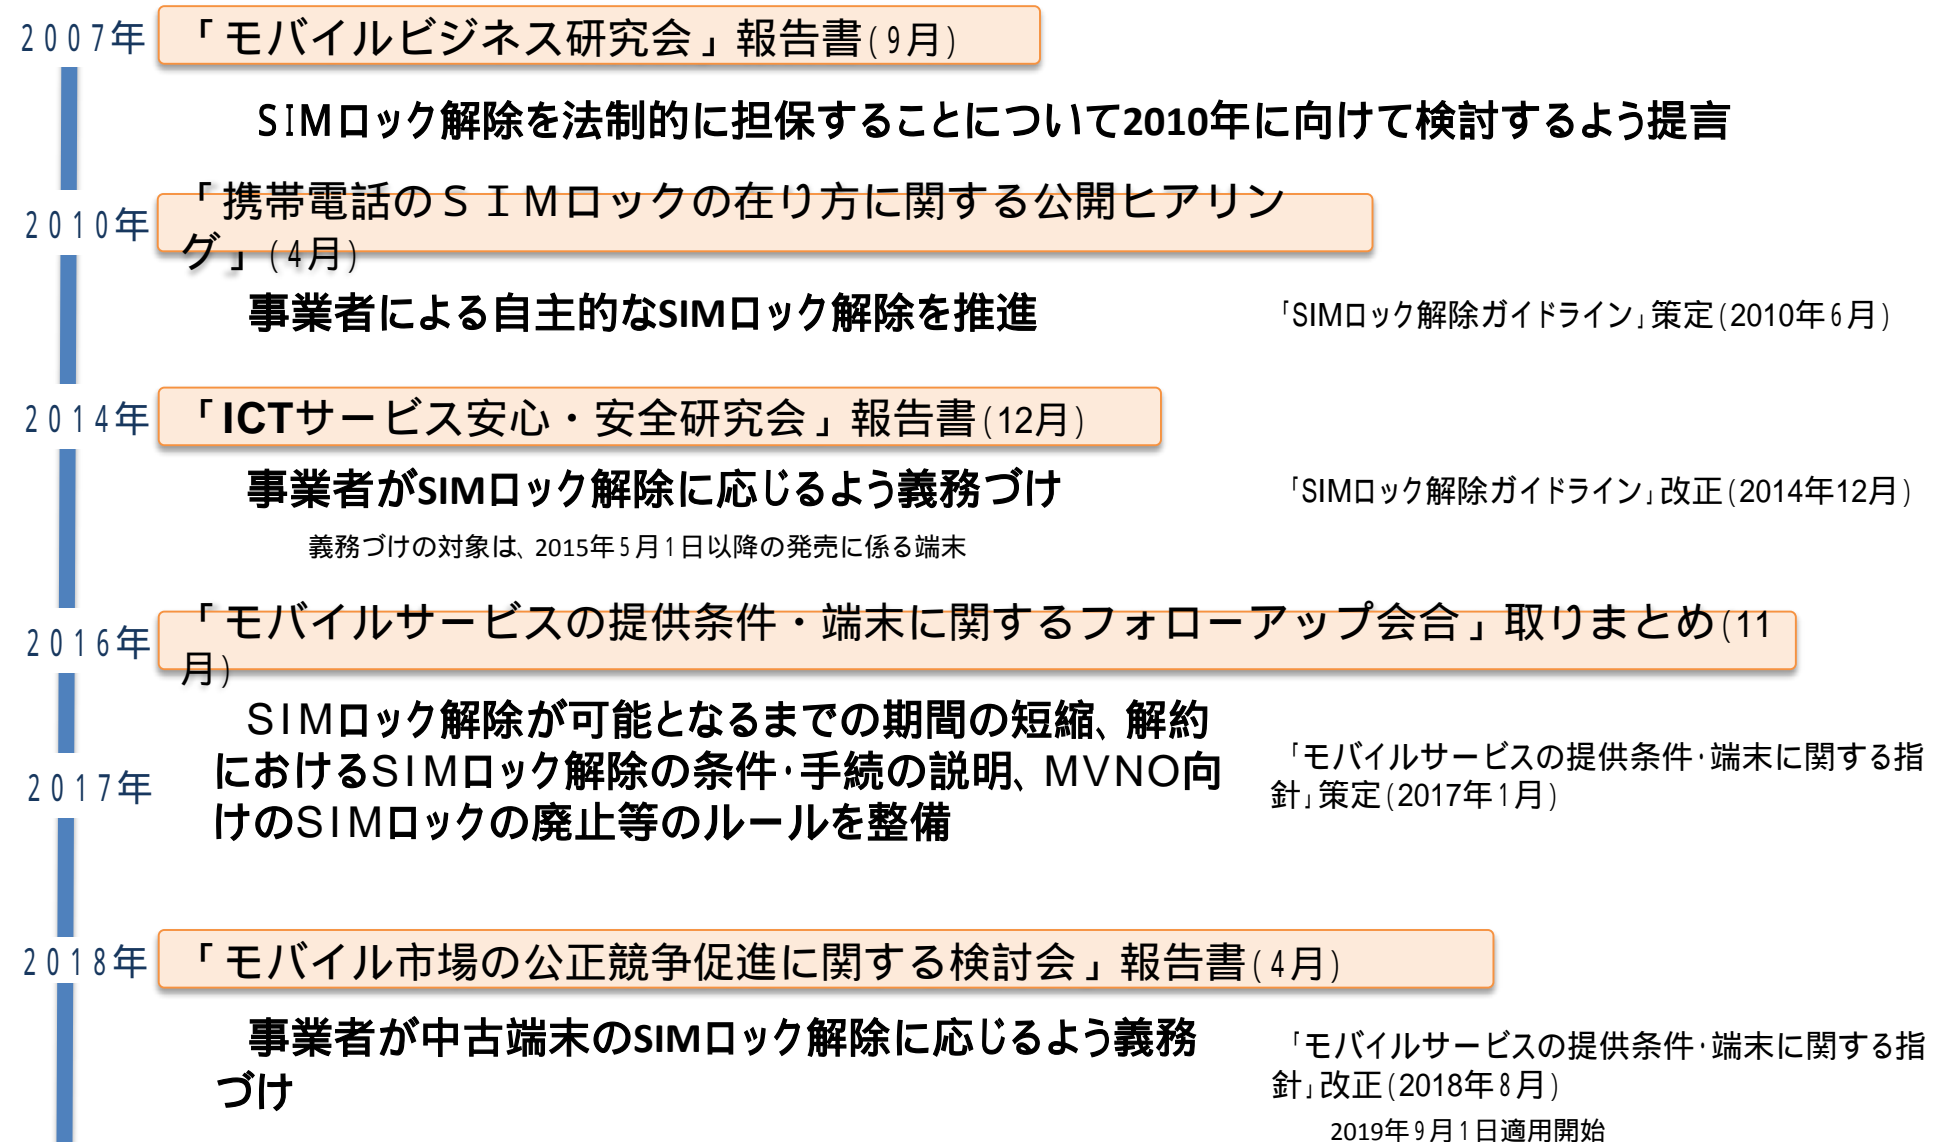 2007年
「モバイルビジネス研究会」報告書(9月)
SIMロック解除を法制的に担保することについて2010年に向けて検討するよう提言
2010年
「携帯電話のSIMロックの在り方に関する公開ヒアリン
グ」(4月)
事業者による自主的なSIMロック解除を推進
「SIMロック解除ガイドライン」策定(2010年6月)
2014年
「ICTサービス安心・安全研究会」報告書(12月)
事業者がSIMロック解除に応じるよう義務づけ
「SIMロック解除ガイドライン」改正(2014年12月)
義務づけの対象は、2015年5月1日以降の発売に係る端末
2016年
「モバイルサービスの提供条件・端末に関するフォローアップ会合」取りまとめ(11
月)
SIMロック解除が可能となるまでの期間の短縮、解約
におけるSIMロック解除の条件・手続の説明、MVNO向
けのSIMロックの廃止等のルールを整備
2017年
「モバイルサービスの提供条件・端末に関する指
針」策定(2017年1月)
2018年
「モバイル市場の公正競争促進に関する検討会」報告書(4月)
事業者が中古端末のSIMロック解除に応じるよう義務
づけ
「モバイルサービスの提供条件・端末に関する指
針」改正(2018年8月)
2019年9月1日適用開始